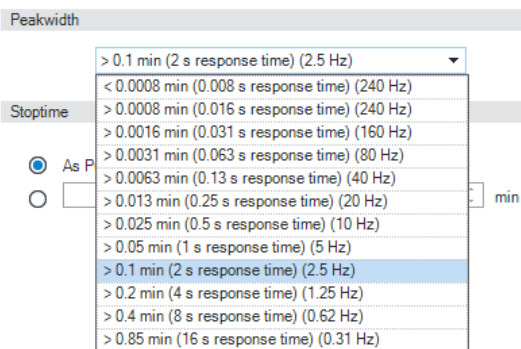 Peakwidth
> 0.1 min (2 s response time) (2.5 Hz)
< 0.0008 min (0.008 s response time) (240 Hz)
Stoptime
> 0.0008 min (0.016 s response time) (240 Hz)
> 0.0016 min (0.031 s response time) (160 Hz)
> 0.0031 min (0.063 s response time) (80 Hz)
As P
> 0.0063 min (0.13 s response time) (40 Hz)
> 0.013 min (0.25 s response time) (20 Hz)
min
> 0.025 min (0.5 s response time) (10 Hz)
> 0.05 min (1 s response time) (5 Hz)
> 0.1 min (2 s response time) (2.5 Hz)
> 0.2 min (4 s response time) (1.25 Hz)
> 0.4 min (8 s response time) (0.62 Hz)
> 0.85 min (16 s response time) (0.31 Hz)